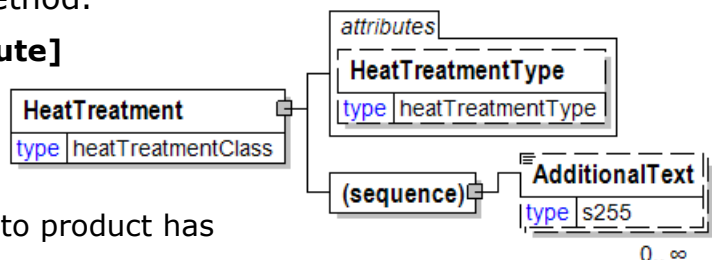 ethod.
attributes
ute]
HeatTreatmentType
type heatTreatmentType
HeatTreatment
type heatTreatmentClass
AdditionalText
(sequence)
type s255
to product has
0..∞